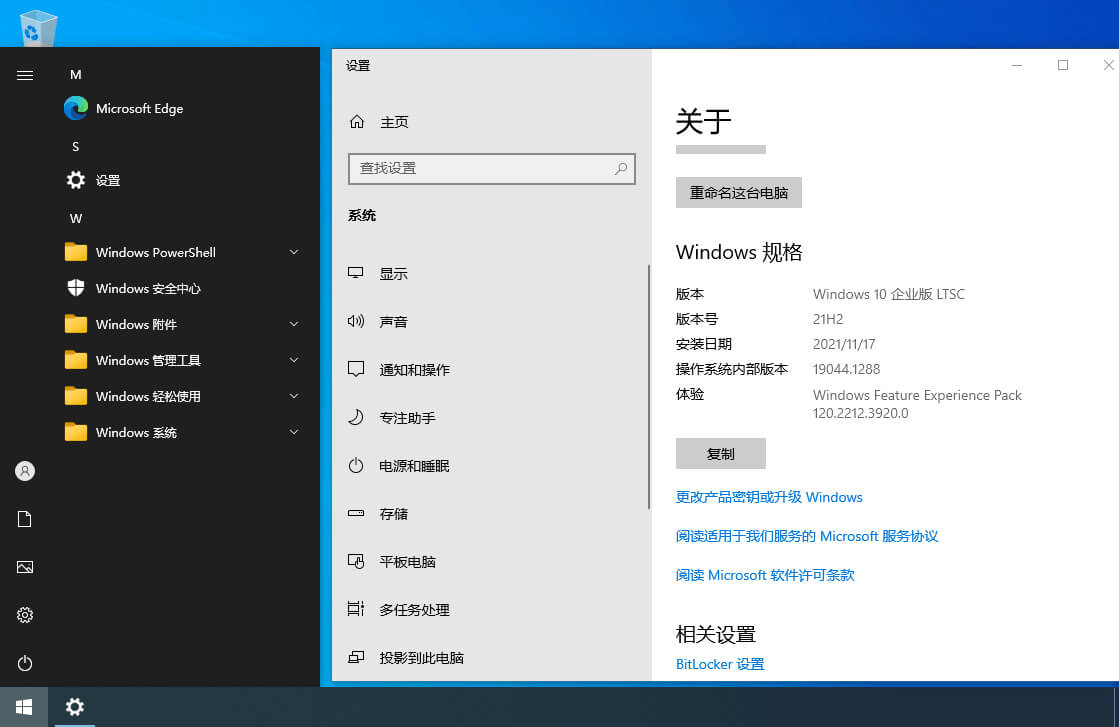 M
Microsoft Edge
S
设置
W
Windows PowerShell
Windows 安全中心
Windows 附件
Windows 管理工具
Windows 轻松使用
Windows 系统
设置
主页
查找设置
系统
显示
声音
通知和操作
专注助手
电源和睡眠
存储
平板电脑
多任务处理
投影到此电脑
关于
重命名这台电脑
Windows 规格
版本 Windows 10 企业版 LTSC
版本号 21H2
安装日期 2021/11/17
操作系统内部版本 19044.1288
体验 Windows Feature Experience Pack
120.2212.3920.0
复制
更改产品密钥或升级 Windows
阅读适用于我们服务的 Microsoft 服务协议
阅读 Microsoft 软件许可条款
相关设置
BitLocker 设置